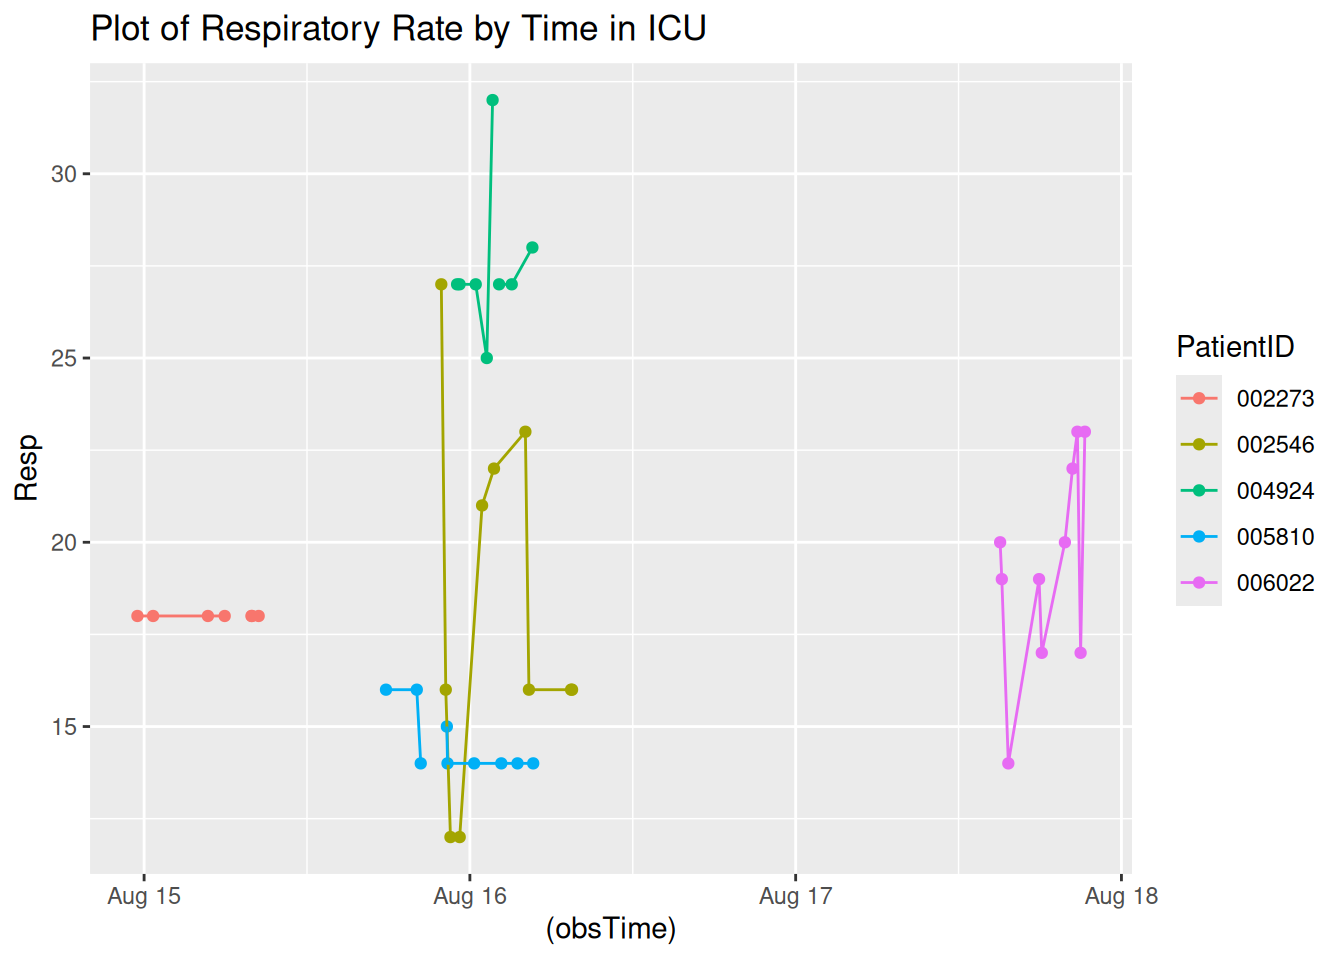 Plot of Respiratory Rate by Time in ICU
Resp
30
25
20
15
Aug 15 Aug 16 Aug 17 Aug 18
(obsTime)
PatientID
002273
002546
004924
005810
006022